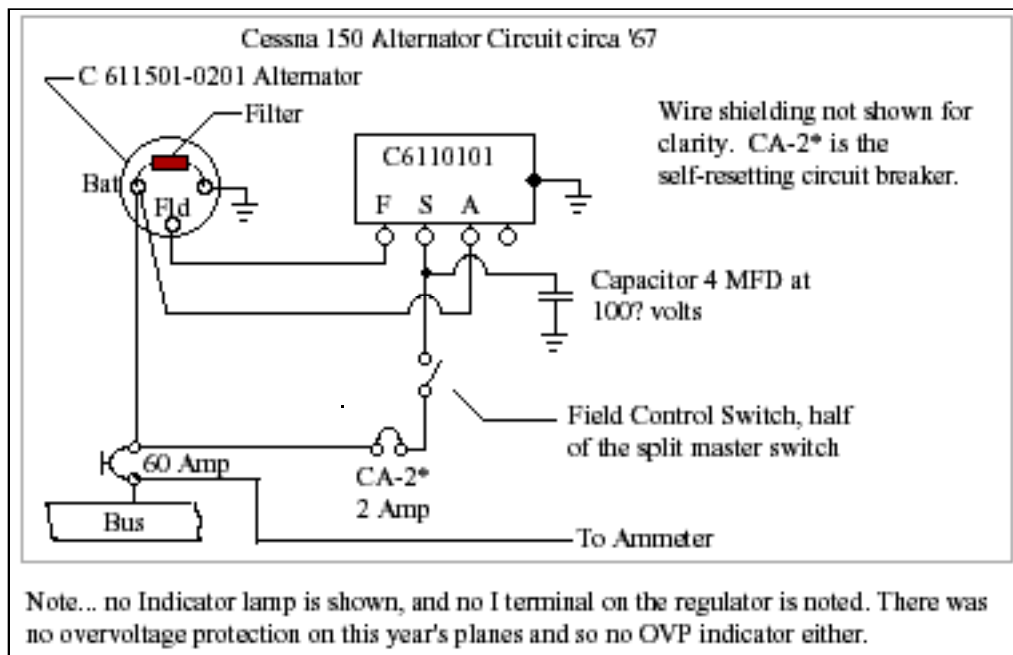 Cessna 150 Alternator Circuit circa '67
C 611501-0201 Alternator
Filter
Bat
Fld
C6110101
F S A
Wire shielding not shown for
clarity. CA-2* is the
self-resetting circuit breaker.
Capacitor 4 MFD at
100? volts
Field Control Switch, half
of the split master switch
60 Amp
CA-2*
2 Amp
Bus
To Ammeter
Note... no Indicator lamp is shown, and no I terminal on the regulator is noted. There was
no overvoltage protection on this year's planes and so no OVP indicator either.